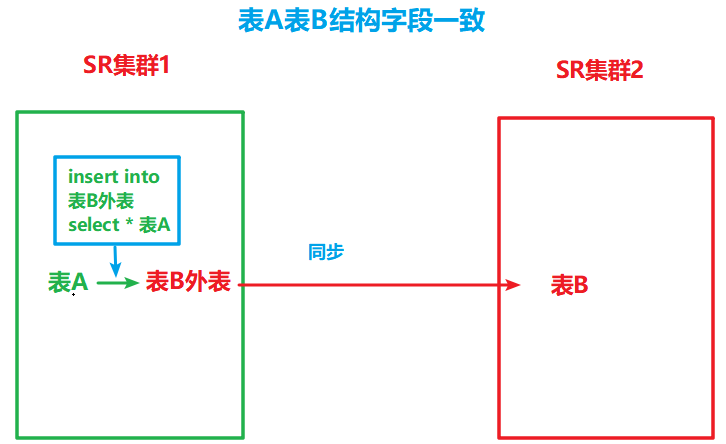 表A表B结构字段一致
SR集群1
SR集群2
insert into
表B外表
select * 表A
同步
表A
表B外表
表B